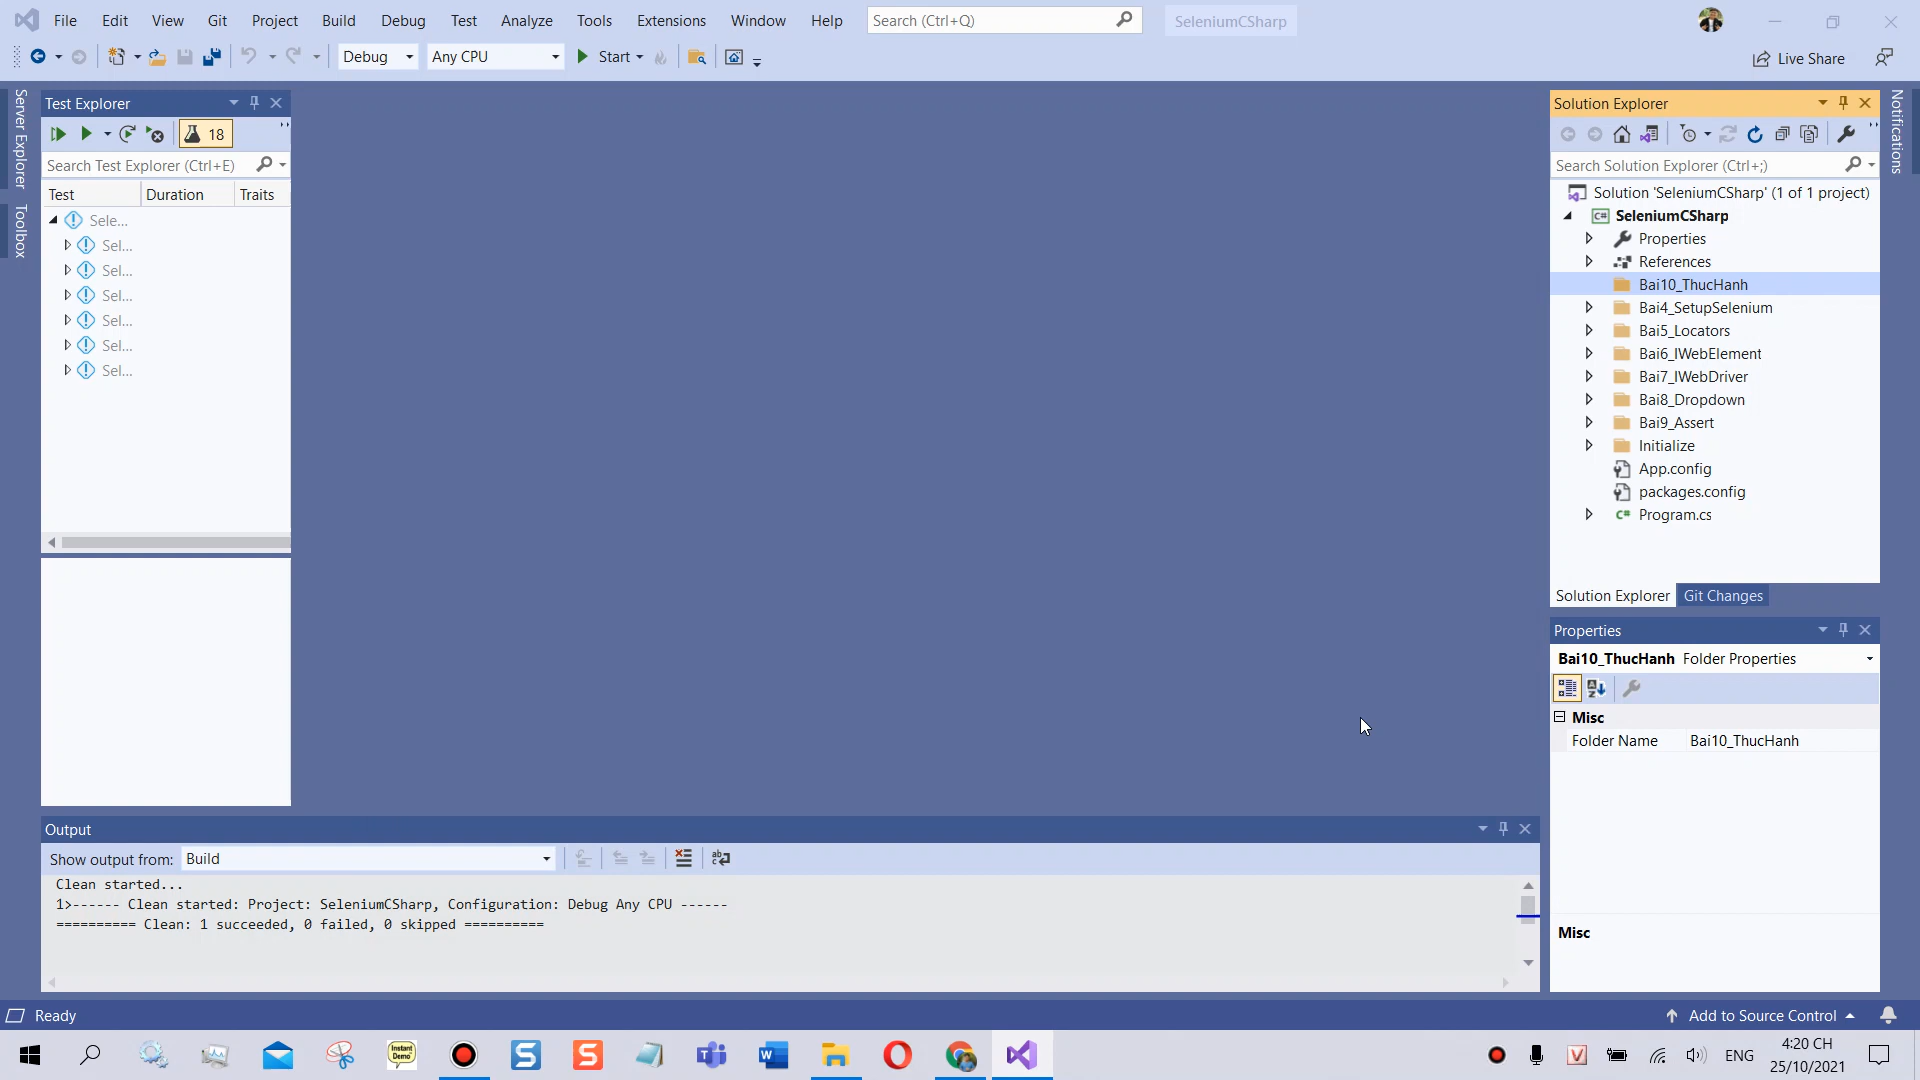 File Edit View Git Project Build Debug Test Analyze Tools Extensions Window Help Search (Ctrl+Q) SeleniumCSharp
Debug Any CPU Start Live Share
Server Explorer
Toolbox
Test Explorer
18
Search Test Explorer (Ctrl+E)
Test Duration Traits
Sele...
Sel...
Sel...
Sel...
Sel...
Sel...
Sel...
Solution Explorer
Search Solution Explorer (Ctrl+;)
Solution 'SeleniumCSharp' (1 of 1 project)
SeleniumCSharp
Properties
References
Bai10_ThucHanh
Bai4_SetupSelenium
Bai5_Locators
Bai6_IWebElement
Bai7_IWebDriver
Bai8_Dropdown
Bai9_Assert
Initialize
App.config
packages.config
Program.cs
Solution Explorer Git Changes
Notifications
Properties
Bai10_ThucHanh Folder Properties
Misc
Folder Name Bai10_ThucHanh
Misc
Output
Show output from: Build
Clean started...
1>------ Clean started: Project: SeleniumCSharp, Configuration: Debug Any CPU ------
========== Clean: 1 succeeded, 0 failed, 0 skipped ==========
Ready Add to Source Control
Instant Demo
ENG
4:20 CH
25/10/2021